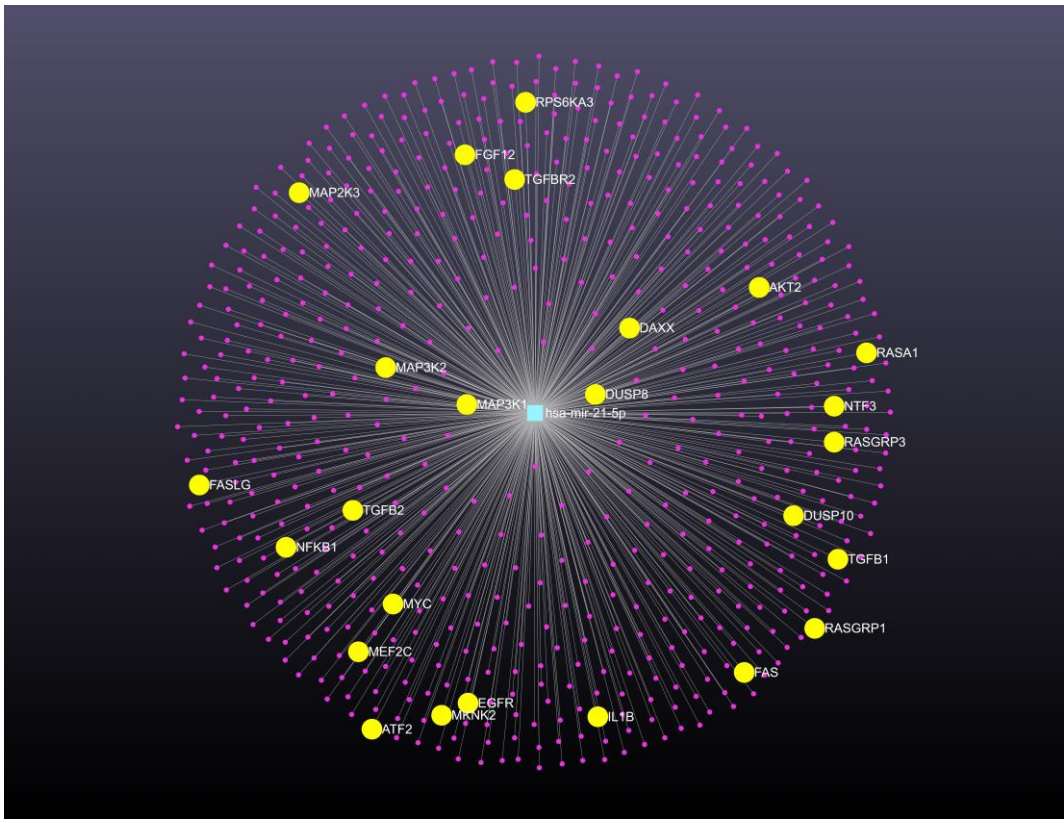 RPS6KA3
FGF12
TGFBR2
MAP2K3
AKT2
DAXX
RASA1
MAP3K2
DUSP8
MAP3K1
NTF3
hsa-mir-21-5p
RASGRP3
FASLG
TGFB2
DUSP10
NFKB1
TGFB1
MYC
RASGRP1
MEF2C
FAS
EGFR
MKNK2
IL1B
ATF2